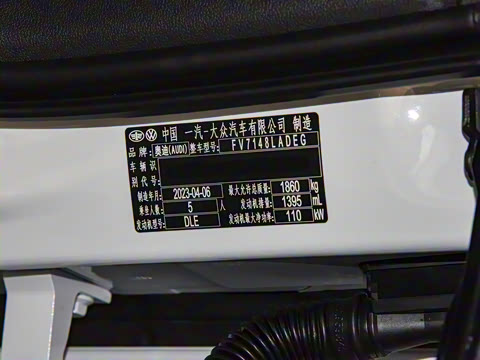 中国 一汽-大众汽车有限公司 制造
品牌:奥迪(AUDI) 整车型号: FV7148LADEG
车辆识
别代号:
制造年月: 2023-04-06 最大允许总质量: 1860 kg
乘坐人数: 5 人 发动机排量: 1395 mL
发动机型号: DLE 发动机最大净功率: 110 kW